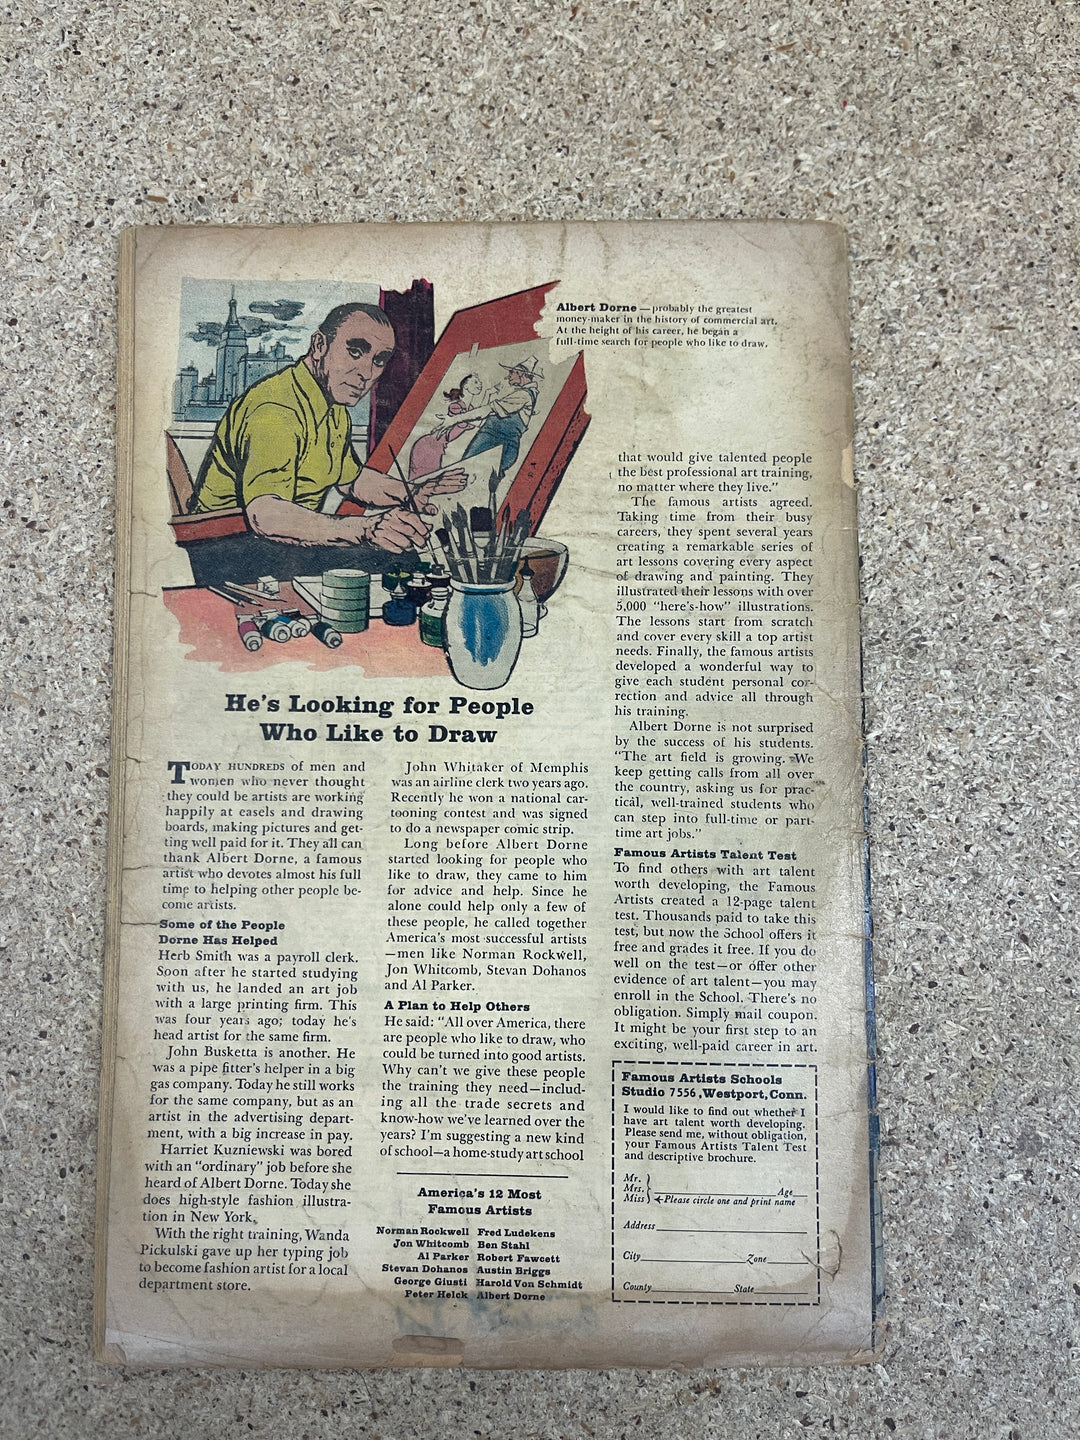 Albert Dorne — probably the greatest
money-maker in the history of commercial art.
At the height of his career, he began a
full-time search for people who like to draw.
He's Looking for People
Who Like to Draw
TODAY HUNDREDS of men and
women who never thought
they could be artists are working
happily at easels and drawing
boards, making pictures and get-
ting well paid for it. They all can
thank Albert Dorne, a famous
artist who devotes almost his full
time to helping other people be-
come artists.
Some of the People
Dorne Has Helped
Herb Smith was a payroll clerk.
Soon after he started studying
with us, he landed an art job
with a large printing firm. This
was four years ago; today he's
head artist for the same firm.
John Busketta is another. He
was a pipe fitter's helper in a big
gas company. Today he still works
for the same company, but as an
artist in the advertising depart-
ment, with a big increase in pay.
Harriet Kuzniewski was bored
with an "ordinary" job before she
heard of Albert Dorne. Today she
does high-style fashion illustra-
tion in New York.
With the right training, Wanda
Pickulski gave up her typing job
to become fashion artist for a local
department store.
John Whitaker of Memphis
was an airline clerk two years ago.
Recently he won a national car-
tooning contest and was signed
to do a newspaper comic strip.
Long before Albert Dorne
started looking for people who
like to draw, they came to him
for advice and help. Since he
alone could help only a few of
these people, he called together
America's most successful artists
—men like Norman Rockwell,
Jon Whitcomb, Stevan Dohanos
and Al Parker.
A Plan to Help Others
He said: "All over America, there
are people who like to draw, who
could be turned into good artists.
Why can't we give these people
the training they need—includ-
ing all the trade secrets and
know-how we've learned over the
years? I'm suggesting a new kind
of school—a home-study art school
that would give talented people
the best professional art training,
no matter where they live."
The famous artists agreed.
Taking time from their busy
careers, they spent several years
creating a remarkable series of
art lessons covering every aspect
of drawing and painting. They
illustrated their lessons with over
5,000 "here's-how" illustrations.
The lessons start from scratch
and cover every skill a top artist
needs. Finally, the famous artists
developed a wonderful way to
give each student personal cor-
rection and advice all through
his training.
Albert Dorne is not surprised
by the success of his students.
"The art field is growing. We
keep getting calls from all over
the country, asking us for prac-
tical, well-trained students who
can step into full-time or part-
time art jobs."
Famous Artists Talent Test
To find others with art talent
worth developing, the Famous
Artists created a 12-page talent
test. Thousands paid to take this
test, but now the School offers it
free and grades it free. If you do
well on the test—or offer other
evidence of art talent—you may
enroll in the School. There's no
obligation. Simply mail coupon.
It might be your first step to an
exciting, well-paid career in art.
America's 12 Most
Famous Artists
Norman Rockwell Fred Ludekens
Jon Whitcomb Ben Stahl
Al Parker Robert Fawcett
Stevan Dohanos Austin Briggs
George Giusti Harold Von Schmidt
Peter Helck Albert Dorne
Famous Artists Schools
Studio 7556, Westport, Conn.
I would like to find out whether I
have art talent worth developing.
Please send me, without obligation,
your Famous Artists Talent Test
and descriptive brochure.
Mr.
Mrs. Age
Miss Please circle one and print name
Address
City Zone
County State